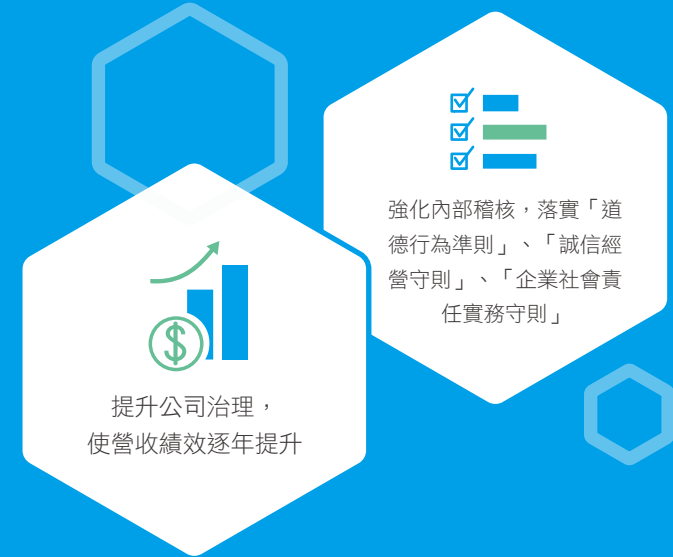 強化內部稽核，落實「道
德行為準則」、「誠信經
營守則」、「企業社會責
任實務守則」
$
提升公司治理，
使營收績效逐年提升